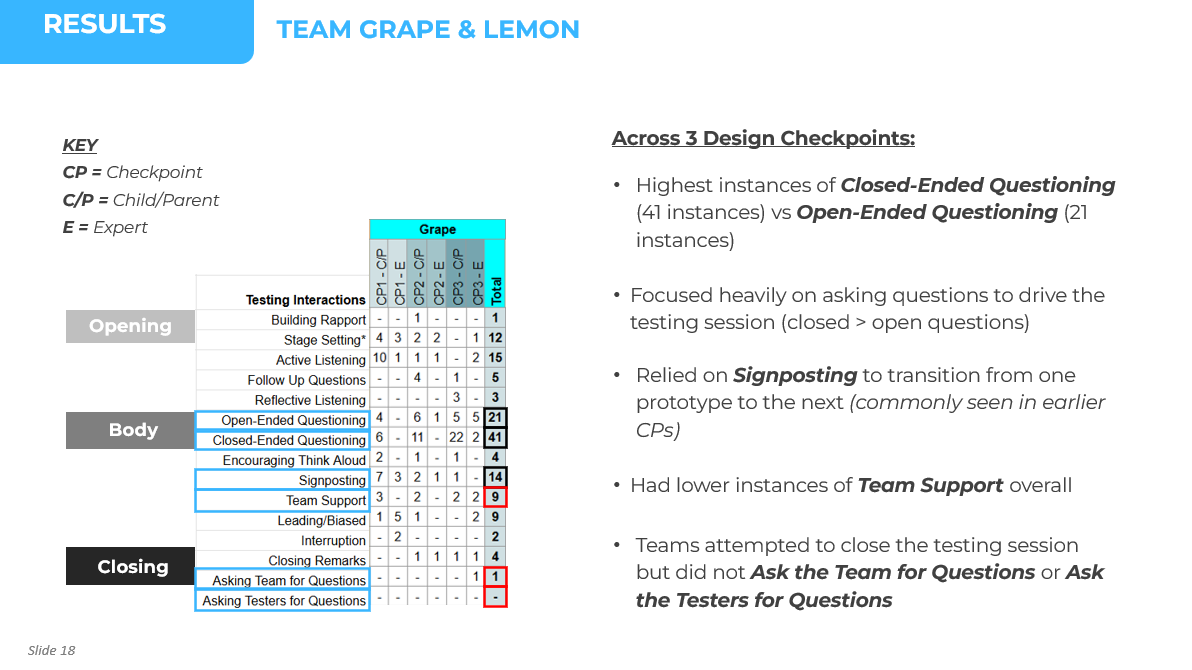 RESULTS
TEAM GRAPE & LEMON
KEY
CP = Checkpoint
C/P = Child/Parent
E = Expert
Grape
Testing Interactions CP1 - C/P CP1 - E CP2 - C/P CP2 - E CP3 - C/P CP3 - E Total
Opening
Building Rapport - - 1 - - - 1
Stage Setting* 4 3 2 2 - 1 12
Active Listening 10 1 1 1 - 2 15
Follow Up Questions - - 4 - 1 - 5
Reflective Listening - - - - 3 - 3
Body
Open-Ended Questioning 4 - 6 1 5 5 21
Closed-Ended Questioning 6 - 11 - 22 2 41
Encouraging Think Aloud 2 - 1 - 1 - 4
Signposting 7 3 2 1 1 - 14
Team Support 3 - 2 - 2 2 9
Leading/Biased 1 5 1 - - 2 9
Interruption - 2 - - - - 2
Closing
Closing Remarks - - 1 1 1 1 4
Asking Team for Questions - - - - - 1 1
Asking Testers for Questions - - - - - - -
Across 3 Design Checkpoints:
• Highest instances of Closed-Ended Questioning
(41 instances) vs Open-Ended Questioning (21
instances)
• Focused heavily on asking questions to drive the
testing session (closed > open questions)
• Relied on Signposting to transition from one
prototype to the next (commonly seen in earlier
CPs)
• Had lower instances of Team Support overall
• Teams attempted to close the testing session
but did not Ask the Team for Questions or Ask
the Testers for Questions
Slide 18